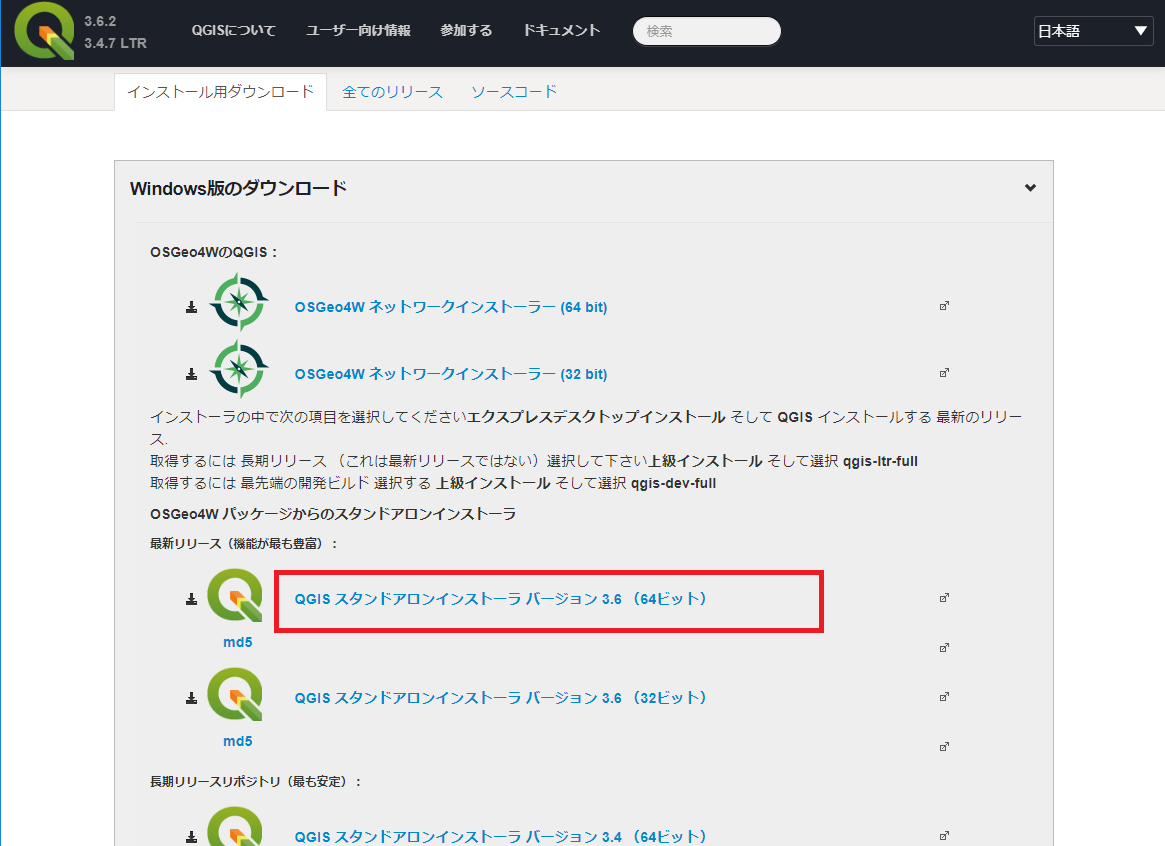 3.6.2
3.4.7 LTR
QGISについて
ユーザー向け情報
参加する
ドキュメント
検索
日本語
インストール用ダウンロード
全てのリリース
ソースコード
Windows版のダウンロード
OSGeo4WのQGIS：
OSGeo4W ネットワークインストーラー (64 bit)
OSGeo4W ネットワークインストーラー (32 bit)
インストーラの中で次の項目を選択してくださいエクスプレスデスクトップインストール そして QGIS インストールする 最新のリリー
ス.
取得するには 長期リリース （これは最新リリースではない）選択して下さい上級インストール そして選択 qgis-ltr-full
取得するには 最先端の開発ビルド 選択する 上級インストール そして選択 qgis-dev-full
OSGeo4W パッケージからのスタンドアロンインストーラ
最新リリース（機能が最も豊富）：
QGIS スタンドアロンインストーラ バージョン 3.6 （64ビット）
md5
QGIS スタンドアロンインストーラ バージョン 3.6 （32ビット）
md5
長期リリースリポジトリ（最も安定）：
QGIS スタンドアロンインストーラ バージョン 3.4 （64ビット）